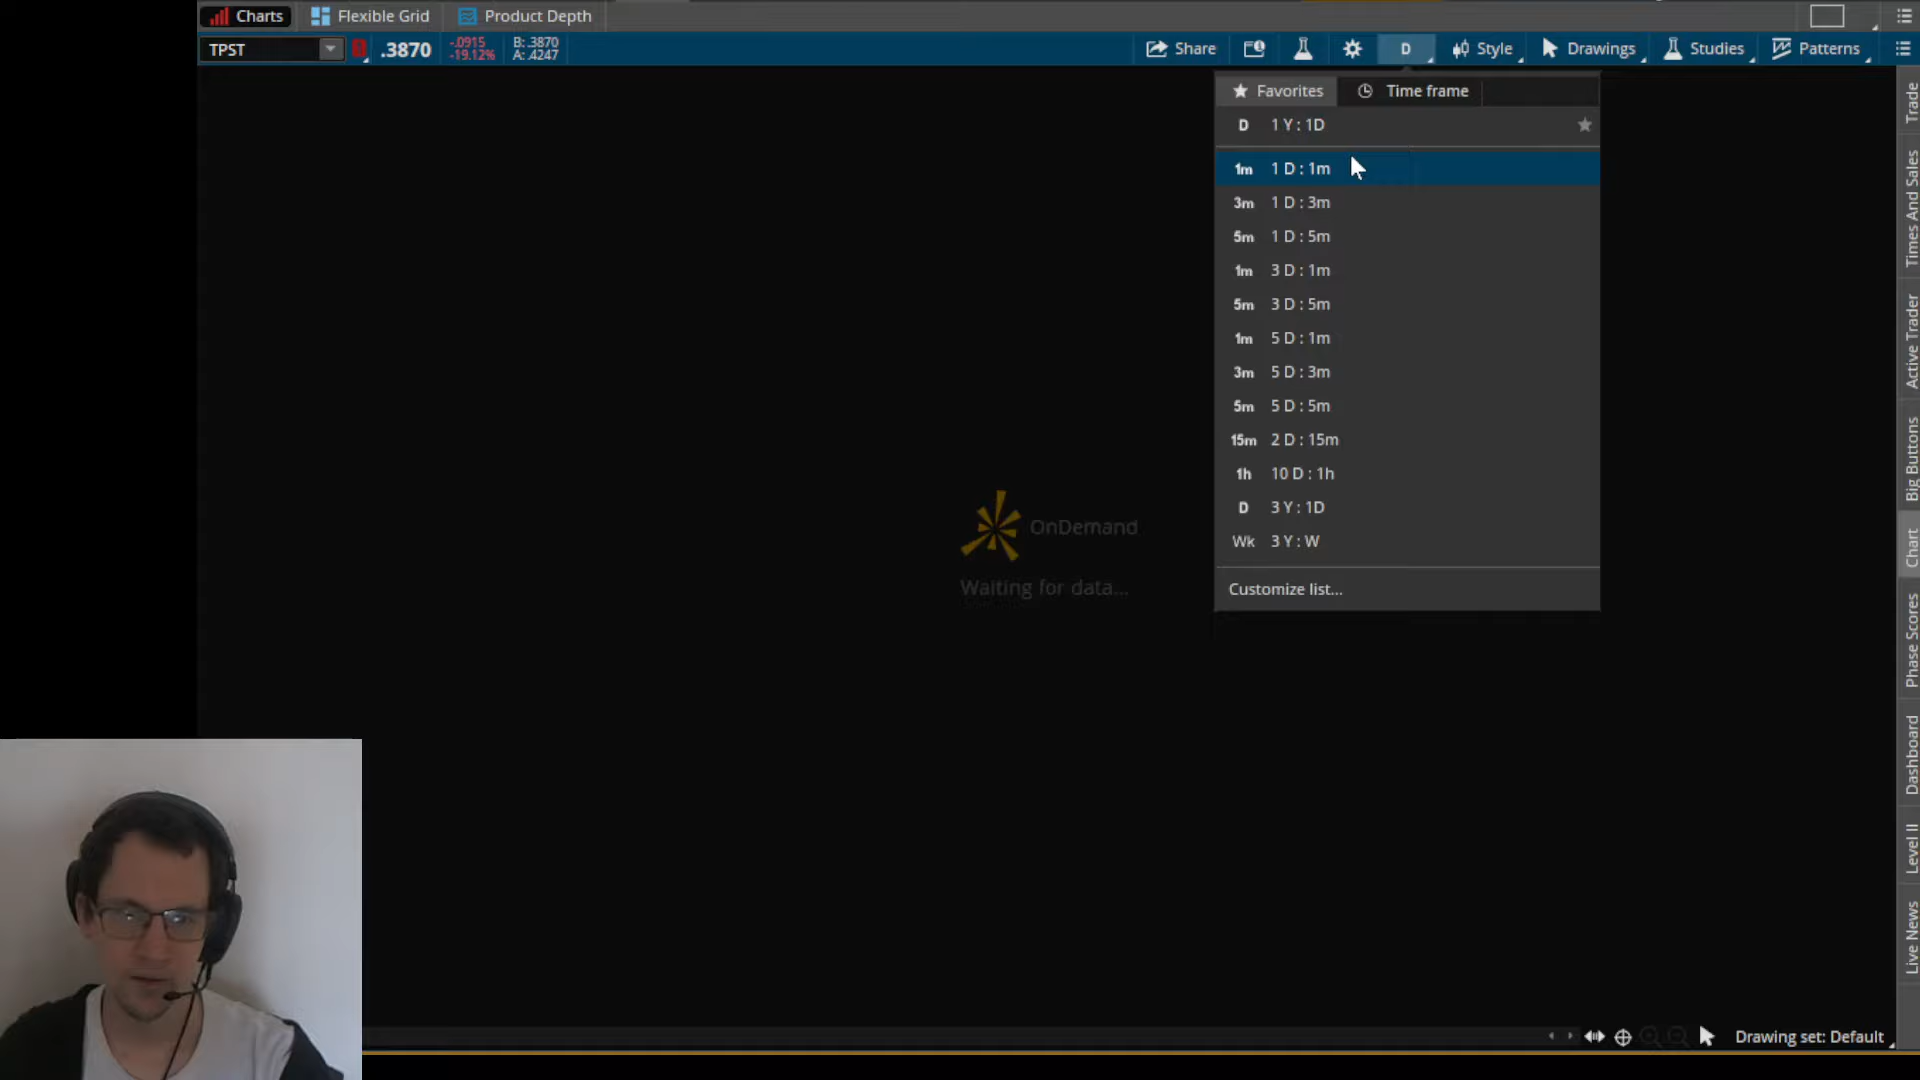 Charts
Flexible Grid
Product Depth
TPST
.3870
-.0915
-19.12%
B: .3870
A: .4247
Share
D
Style
Drawings
Studies
Patterns
Favorites
Time frame
D 1 Y : 1D
1m 1 D : 1m
3m 1 D : 3m
5m 1 D : 5m
1m 3 D : 1m
5m 3 D : 5m
1m 5 D : 1m
3m 5 D : 3m
5m 5 D : 5m
15m 2 D : 15m
1h 10 D : 1h
D 3 Y : 1D
Wk 3 Y : W
Customize list...
OnDemand
Waiting for data...
Trade
Times And Sales
Active Trader
Big Buttons
Chart
Phase Scores
Dashboard
Level II
Live News
Drawing set: Default